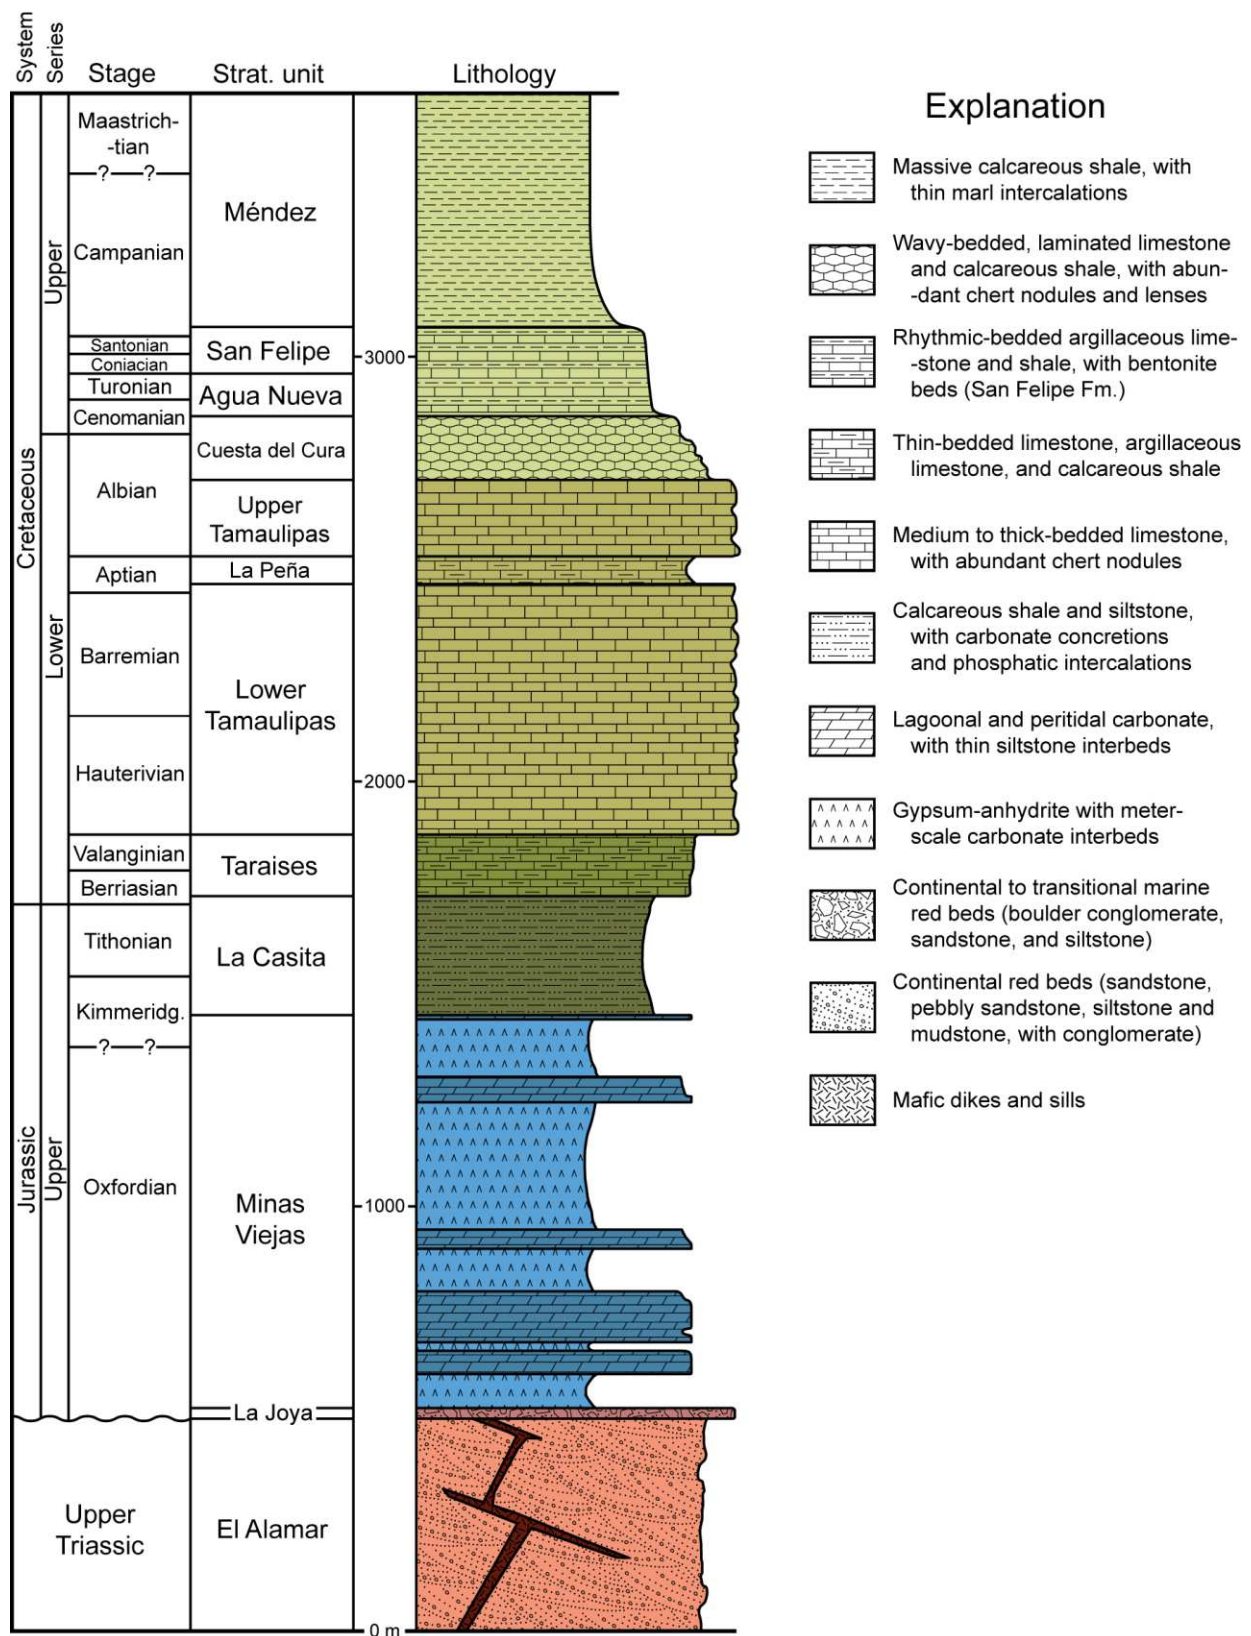 System
Series
Stage
Strat. unit
Lithology
Maastrich-
-tian
? ?
Campanian
Santonian
Coniacian
Turonian
Cenomanian
Albian
Aptian
Barremian
Hauterivian
Valanginian
Berriasian
Tithonian
Kimmeridg.
? ?
Oxfordian
Upper
Lower
Cretaceous
Upper
Jurassic
Upper
Triassic
Méndez
San Felipe
Agua Nueva
Cuesta del Cura
Upper
Tamaulipas
La Peña
Lower
Tamaulipas
Taraises
La Casita
Minas
Viejas
La Joya
El Alamar
3000
2000
1000
0 m
Explanation
Massive calcareous shale, with
thin marl intercalations
Wavy-bedded, laminated limestone
and calcareous shale, with abun-
-dant chert nodules and lenses
Rhythmic-bedded argillaceous lime-
-stone and shale, with bentonite
beds (San Felipe Fm.)
Thin-bedded limestone, argillaceous
limestone, and calcareous shale
Medium to thick-bedded limestone,
with abundant chert nodules
Calcareous shale and siltstone,
with carbonate concretions
and phosphatic intercalations
Lagoonal and peritidal carbonate,
with thin siltstone interbeds
Gypsum-anhydrite with meter-
scale carbonate interbeds
Continental to transitional marine
red beds (boulder conglomerate,
sandstone, and siltstone)
Continental red beds (sandstone,
pebbly sandstone, siltstone and
mudstone, with conglomerate)
Mafic dikes and sills